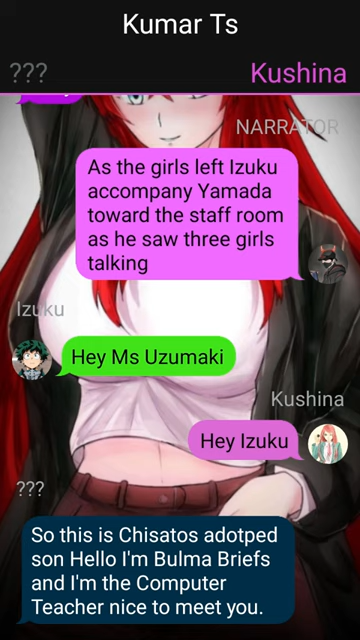 Kumar Ts
??? Kushina
NARRATOR
As the girls left Izuku
accompany Yamada
toward the staff room
as he saw three girls
talking
Izuku
Hey Ms Uzumaki
Kushina
Hey Izuku
???
So this is Chisatos adotped
son Hello I'm Bulma Briefs
and I'm the Computer
Teacher nice to meet you.